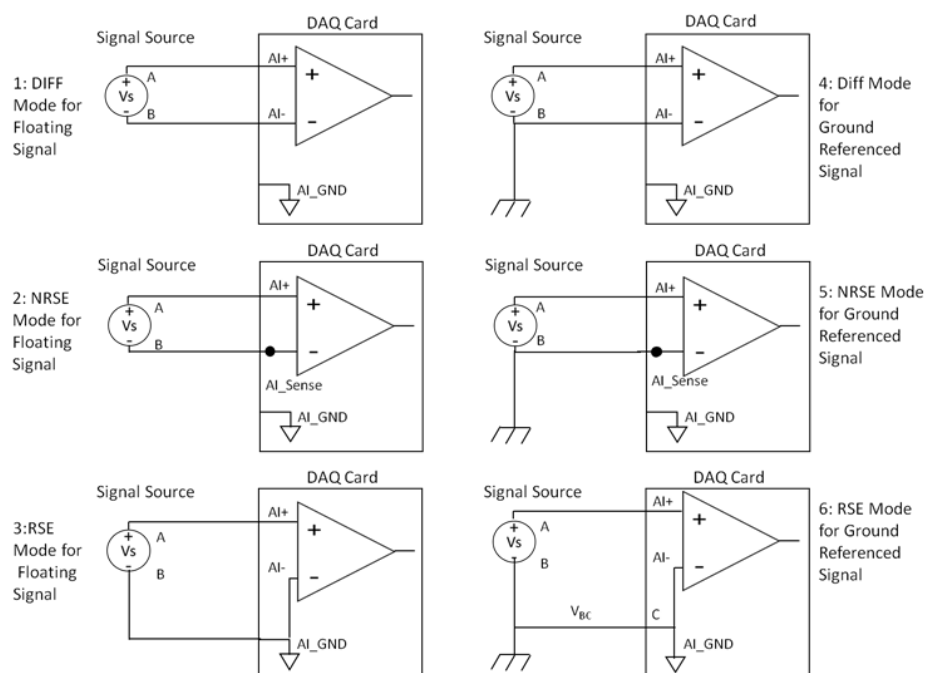 DAQ Card
Signal Source
1: DIFF
Mode for
Floating
Signal
+
Vs
-
A
B
AI+
AI-
+
−
AI_GND
DAQ Card
Signal Source
+
Vs
-
A
B
AI+
AI-
+
−
AI_GND
4: Diff Mode
for
Ground
Referenced
Signal
DAQ Card
Signal Source
2: NRSE
Mode for
Floating
Signal
+
Vs
-
A
B
AI+
+
−
AI_Sense
AI_GND
DAQ Card
Signal Source
+
Vs
-
A
B
AI+
+
−
AI_Sense
AI_GND
5: NRSE Mode
for Ground
Referenced
Signal
DAQ Card
Signal Source
3:RSE
Mode for
Floating
Signal
+
Vs
-
A
B
AI+
AI-
+
−
AI_GND
DAQ Card
Signal Source
+
Vs
-
A
B
AI+
AI-
+
−
VBC
C
AI_GND
6: RSE Mode
for Ground
Referenced
Signal